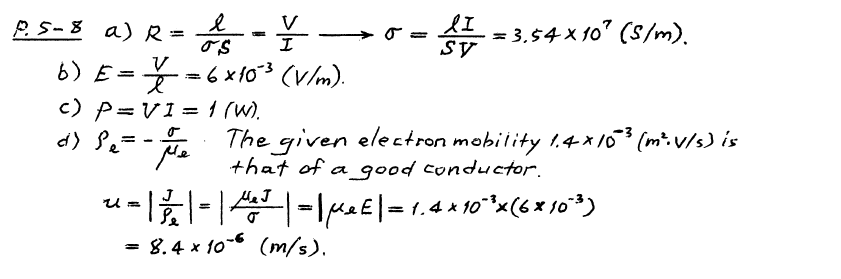 P. 5-8 a) R = l/σS = V/I ⟶ σ = lI/SV = 3.54 × 10⁷ (S/m).
b) E = V/l = 6 × 10⁻³ (V/m).
c) P = VI = 1 (W).
d) ρₑ = - σ/μₑ . The given electron mobility 1.4 × 10⁻³ (m²·V/s) is
that of a good conductor.
u = |J/ρₑ| = |μₑJ/σ| = |μₑE| = 1.4 × 10⁻³ × (6 × 10⁻³)
= 8.4 × 10⁻⁶ (m/s).